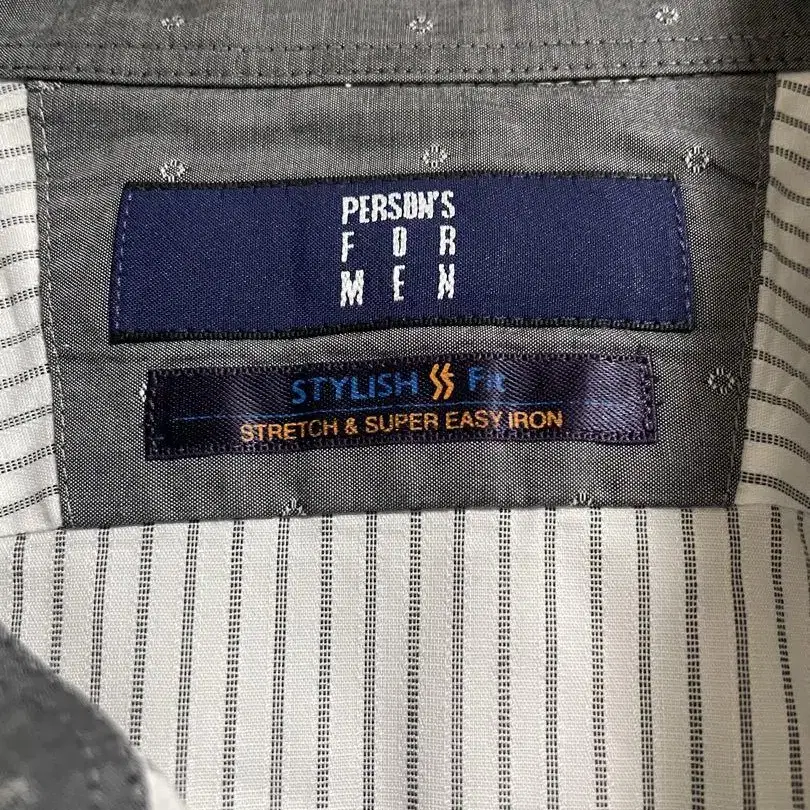 PERSON'S
FOR
MEN
STYLISH Fit
STRETCH & SUPER EASY IRON